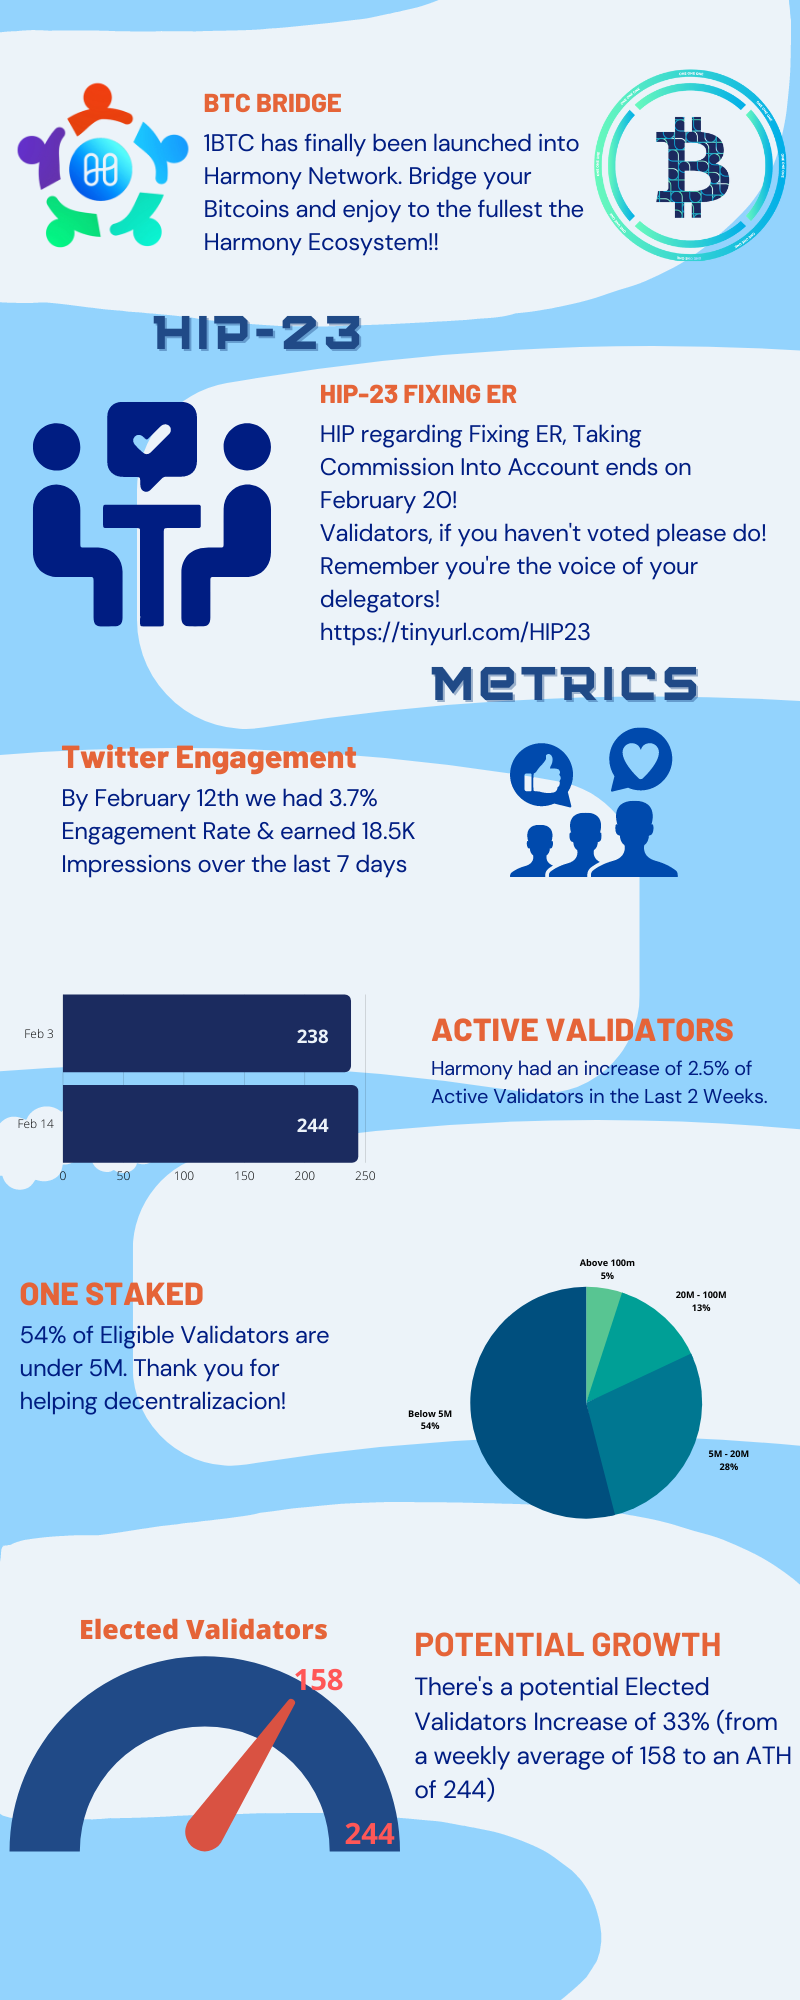 BTC BRIDGE
1BTC has finally been launched into
Harmony Network. Bridge your
Bitcoins and enjoy to the fullest the
Harmony Ecosystem!!
HIP-23
HIP-23 FIXING ER
HIP regarding Fixing ER, Taking
Commission Into Account ends on
February 20!
Validators, if you haven't voted please do!
Remember you're the voice of your
delegators!
https://tinyurl.com/HIP23
METRICS
Twitter Engagement
By February 12th we had 3.7%
Engagement Rate & earned 18.5K
Impressions over the last 7 days
Feb 3
238
Feb 14
244
0 50 100 150 200 250
ACTIVE VALIDATORS
Harmony had an increase of 2.5% of
Active Validators in the Last 2 Weeks.
ONE STAKED
54% of Eligible Validators are
under 5M. Thank you for
helping decentralizacion!
Above 100m
5%
20M - 100M
13%
Below 5M
54%
5M - 20M
28%
Elected Validators
158
244
POTENTIAL GROWTH
There's a potential Elected
Validators Increase of 33% (from
a weekly average of 158 to an ATH
of 244)